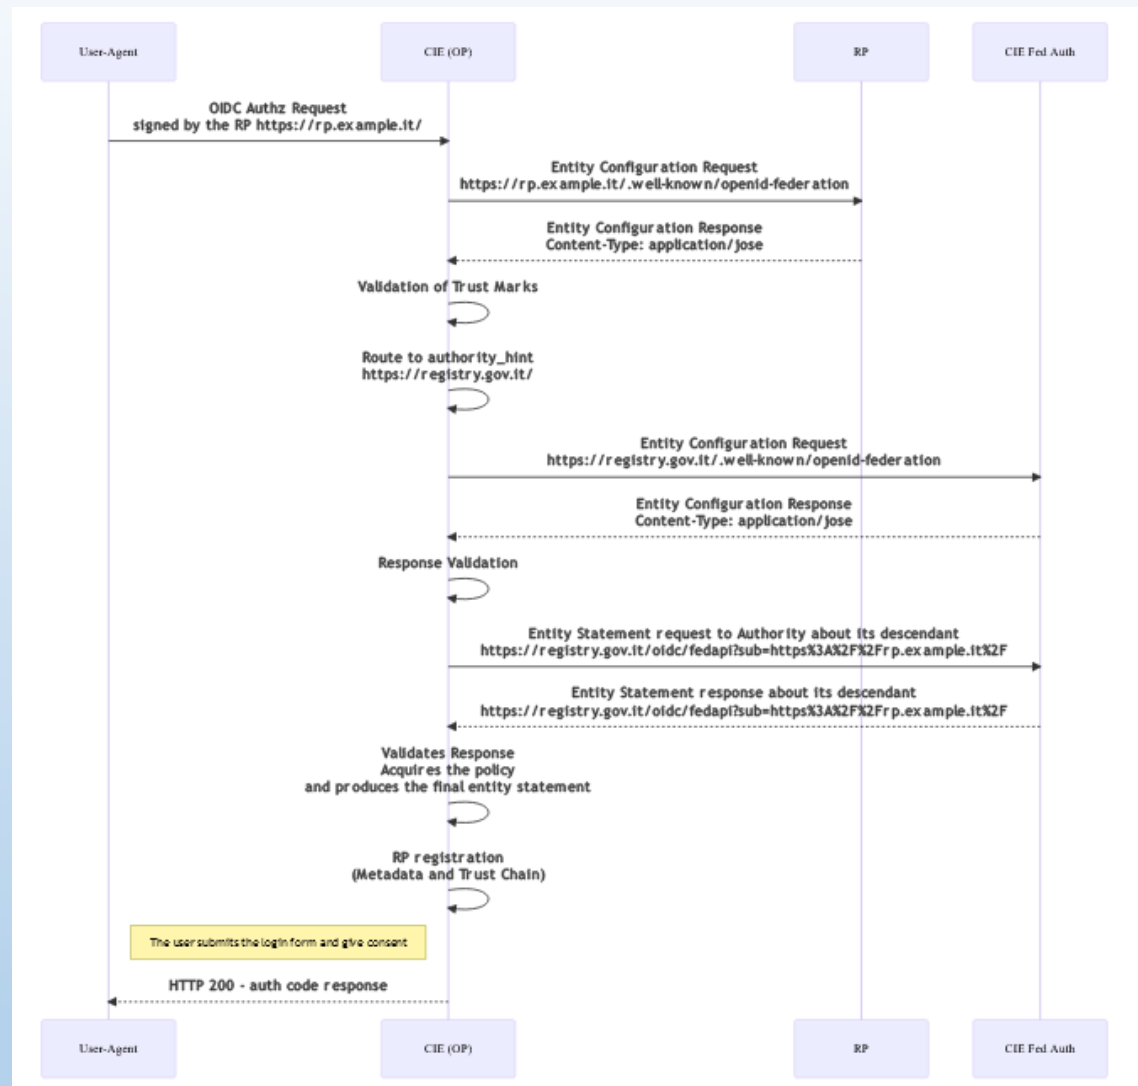 User-Agent
CIE (OP)
RP
CIE Fed Auth
OIDC Authz Request
signed by the RP https://rp.example.it/
Entity Configuration Request
https://rp.example.it/.well-known/openid-federation
Entity Configuration Response
Content-Type: application/jose
Validation of Trust Marks
Route to authority_hint
https://registry.gov.it/
Entity Configuration Request
https://registry.gov.it/.well-known/openid-federation
Entity Configuration Response
Content-Type: application/jose
Response Validation
Entity Statement request to Authority about its descendant
https://registry.gov.it/oidc/fedapi?sub=https%3A%2F%2Frp.example.it%2F
Entity Statement response about its descendant
https://registry.gov.it/oidc/fedapi?sub=https%3A%2F%2Frp.example.it%2F
Validates Response
Acquires the policy
and produces the final entity statement
RP registration
(Metadata and Trust Chain)
The user submits the login form and give consent
HTTP 200 - auth code response
User-Agent
CIE (OP)
RP
CIE Fed Auth